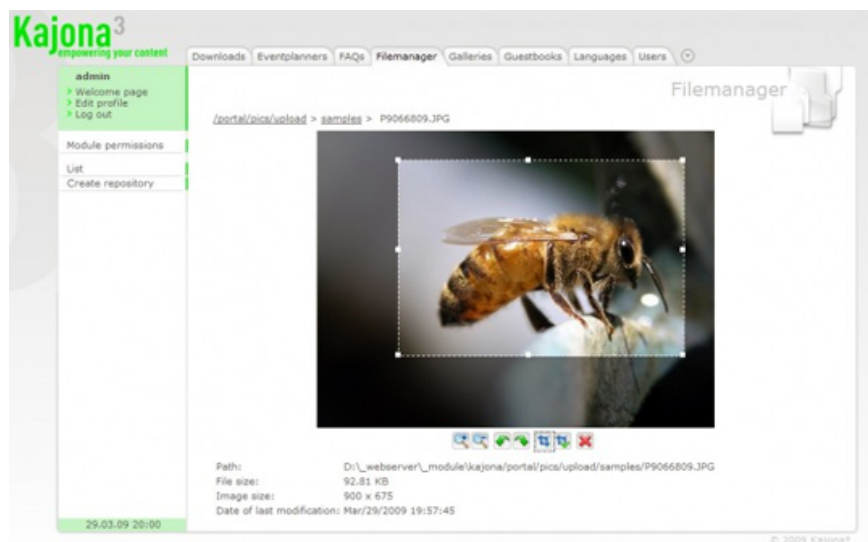 Kajona³
empowering your content
Downloads Eventplanners FAQs Filemanager Galleries Guestbooks Languages Users
admin
> Welcome page
> Edit profile
> Log out
Module permissions
List
Create repository
Filemanager
/portal/pics/upload > samples > P9066809.JPG
Path: D:\_webserver\_module\kajona/portal/pics/upload/samples/P9066809.JPG
File size: 92.81 KB
Image size: 900 x 675
Date of last modification: Mar/29/2009 19:57:45
29.03.09 20:00
© 2009 Kajona³